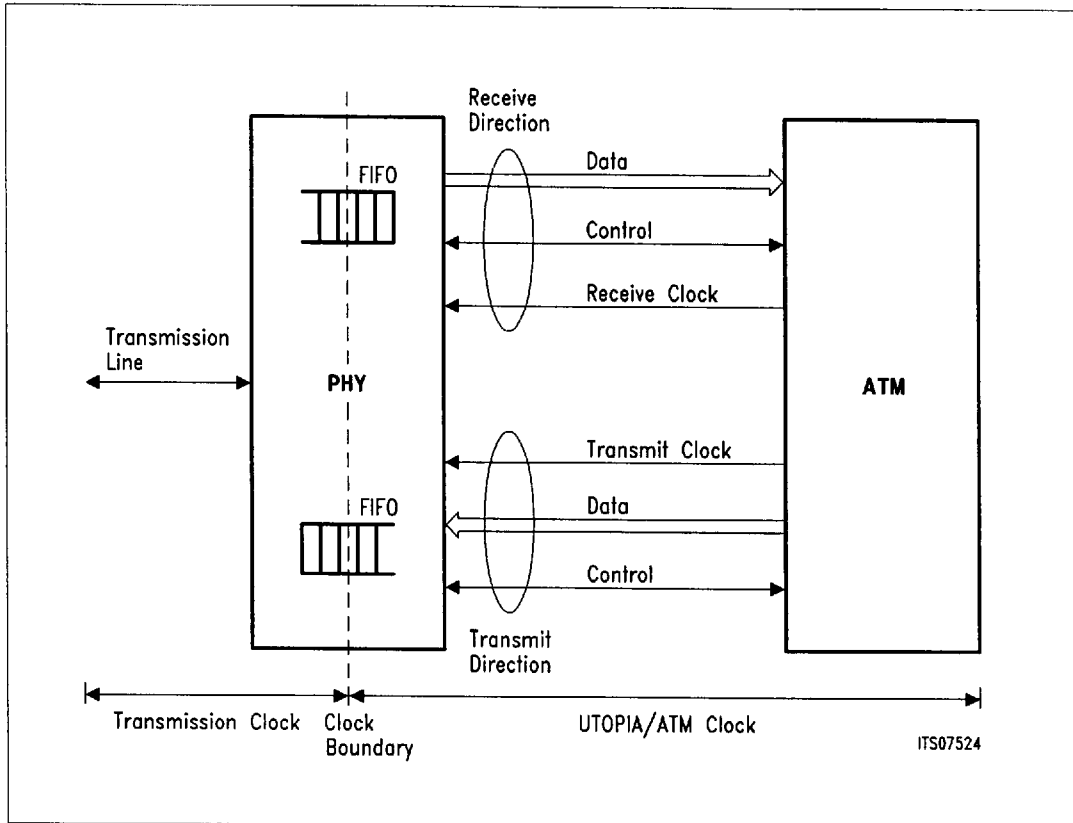 Receive
Direction
Data
FIFO
Control
Receive Clock
Transmission
Line
PHY
ATM
Transmit Clock
FIFO
Data
Control
Transmit
Direction
Transmission Clock
Clock
Boundary
UTOPIA/ATM Clock
ITS07524